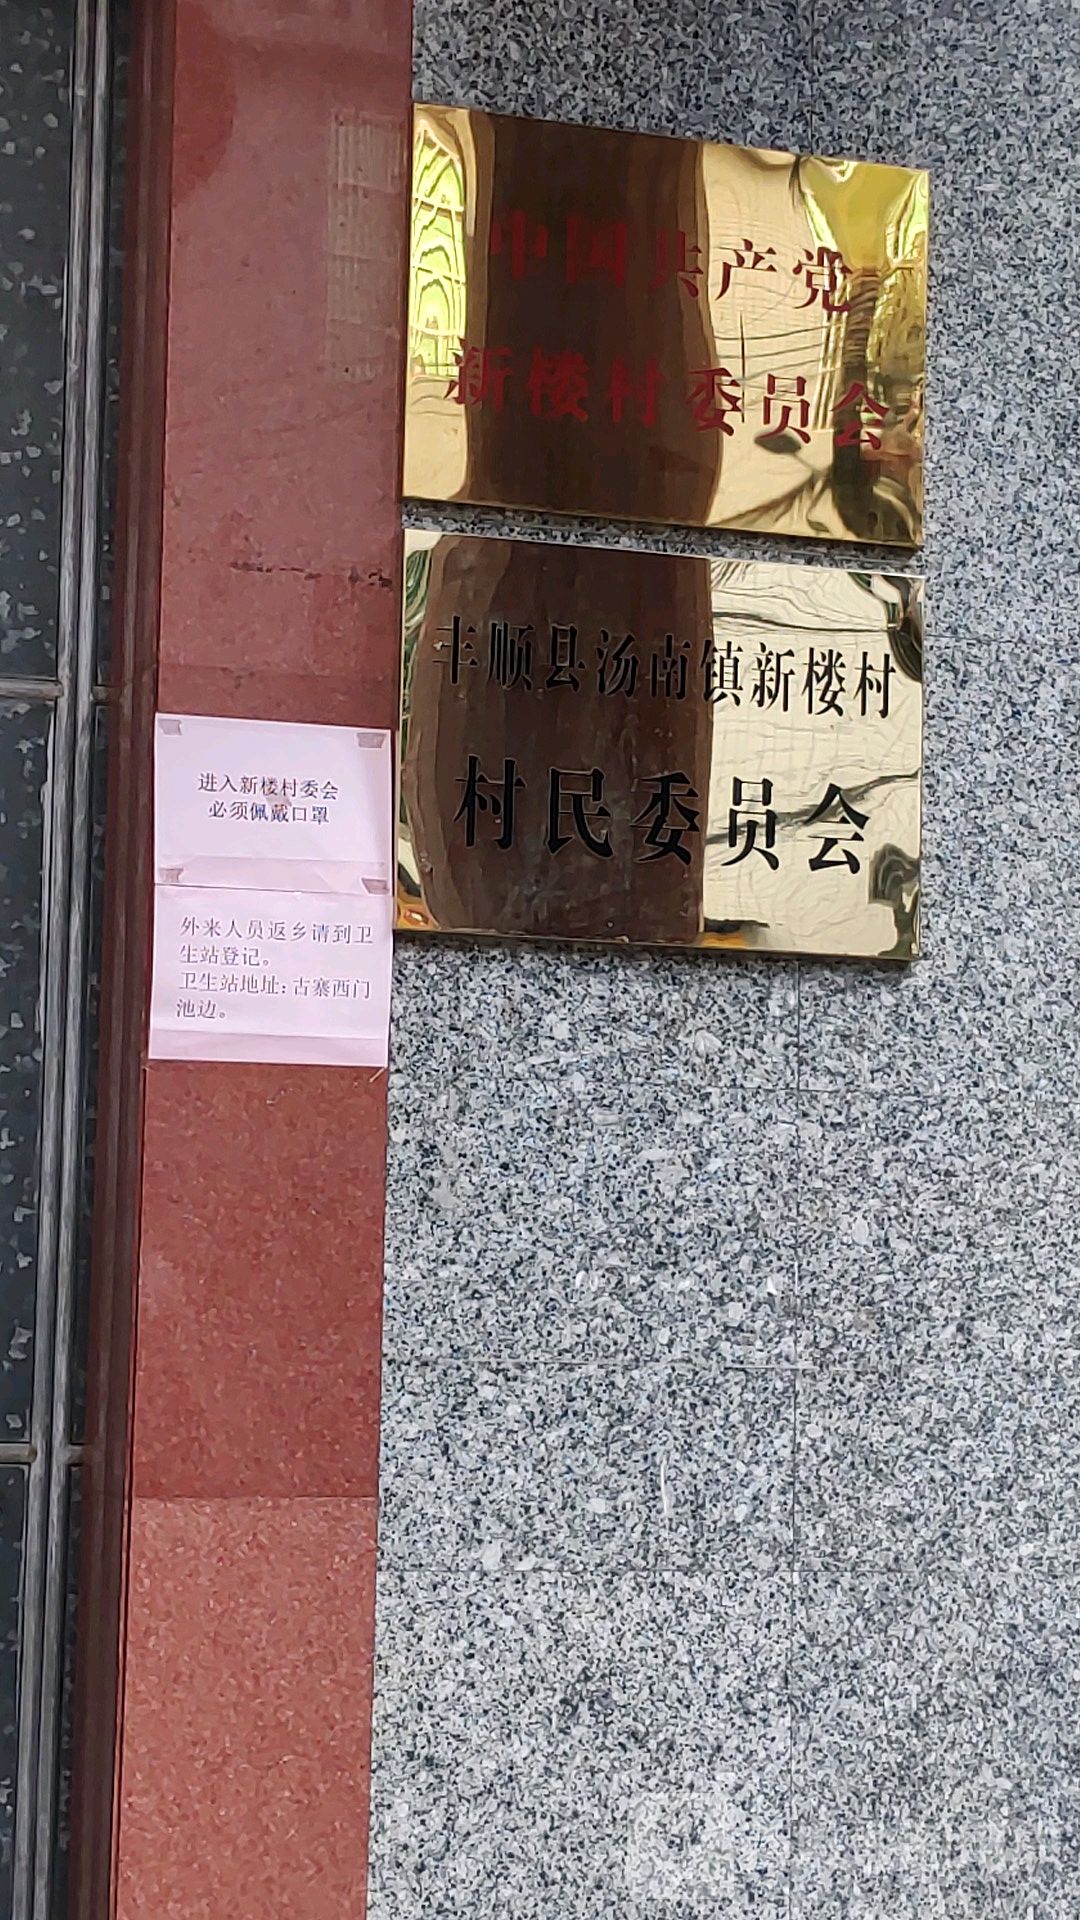 中国共产党
新楼村委员会
丰顺县汤南镇新楼村
村民委员会
进入新楼村委会
必须佩戴口罩
外来人员返乡请到卫
生站登记。
卫生站地址:古寨西门
池边。